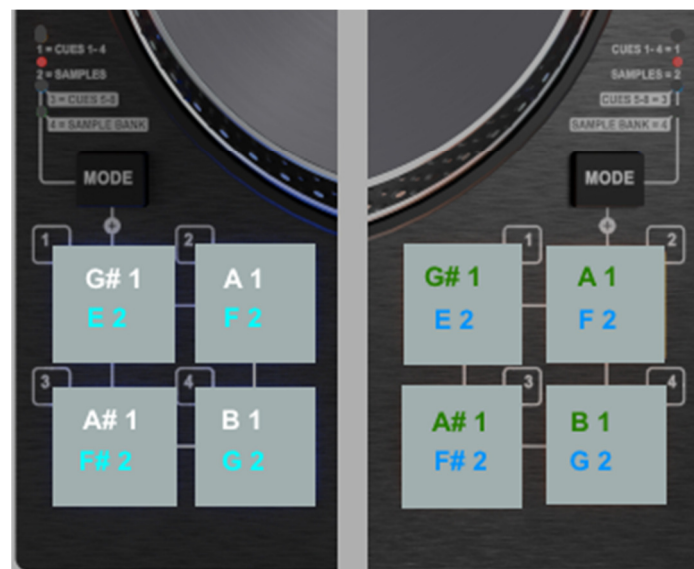 1 = CUES 1-4
2 = SAMPLES
3 = CUES 5-8
4 = SAMPLE BANK
MODE
1
2
G# 1
E 2
A 1
F 2
3
4
A# 1
F# 2
B 1
G 2
CUES 1-4 = 1
SAMPLES = 2
CUES 5-8 = 3
SAMPLE BANK = 4
MODE
1
2
G# 1
E 2
A 1
F 2
3
4
A# 1
F# 2
B 1
G 2